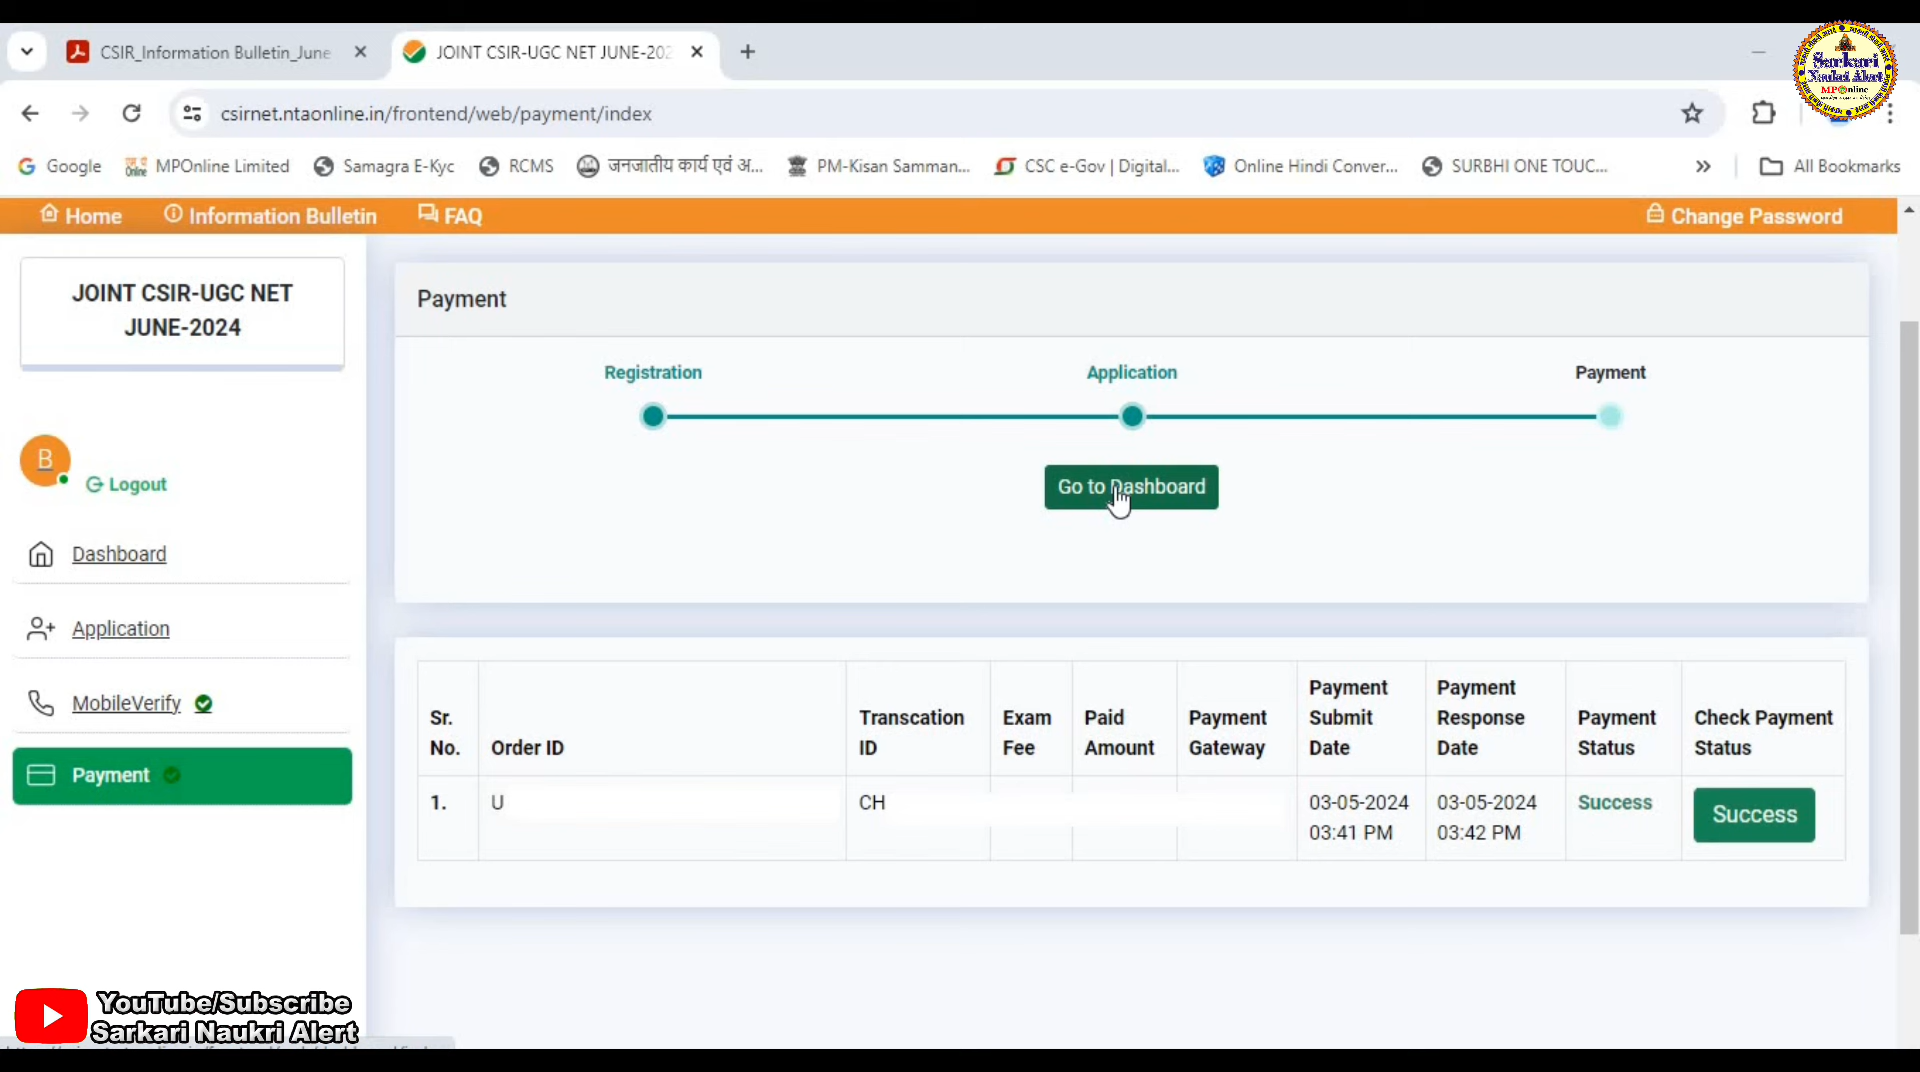 CSIR_Information Bulletin_June
JOINT CSIR-UGC NET JUNE-202
csirnet.ntaonline.in/frontend/web/payment/index
Sarkari
Naukri Alert
MPOnline
Google
MPOnline Limited
Samagra E-Kyc
RCMS
जनजातीय कार्य एवं अ...
PM-Kisan Samman...
CSC e-Gov | Digital...
Online Hindi Conver...
SURBHI ONE TOUC...
All Bookmarks
Home
Information Bulletin
FAQ
Change Password
JOINT CSIR-UGC NET
JUNE-2024
B
Logout
Dashboard
Application
MobileVerify
Payment
Payment
Registration
Application
Payment
Go to Dashboard
Sr. No.
Order ID
Transcation ID
Exam Fee
Paid Amount
Payment Gateway
Payment Submit Date
Payment Response Date
Payment Status
Check Payment Status
1.
U
CH
03-05-2024 03:41 PM
03-05-2024 03:42 PM
Success
Success
YouTube/Subscribe
Sarkari Naukri Alert